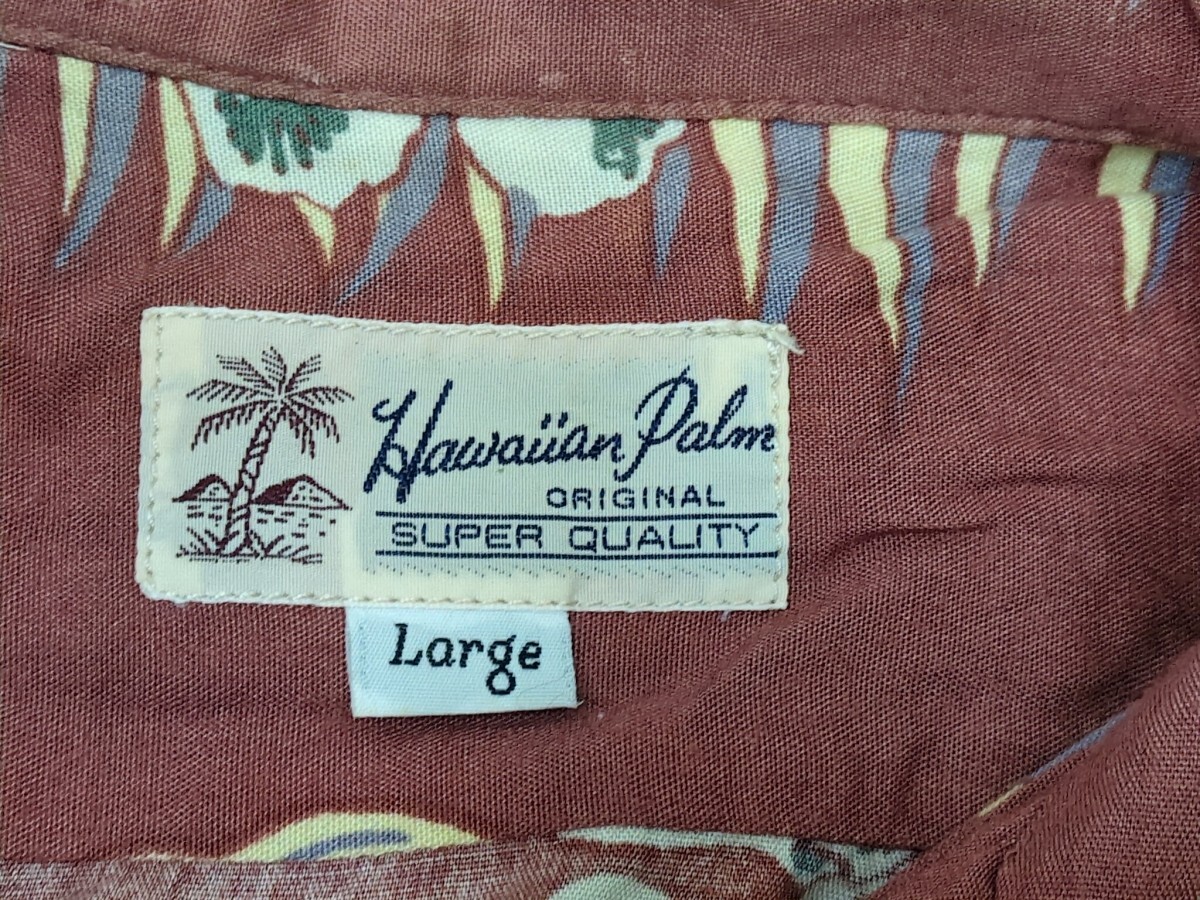 Hawaiian Palm
ORIGINAL
SUPER QUALITY
Large